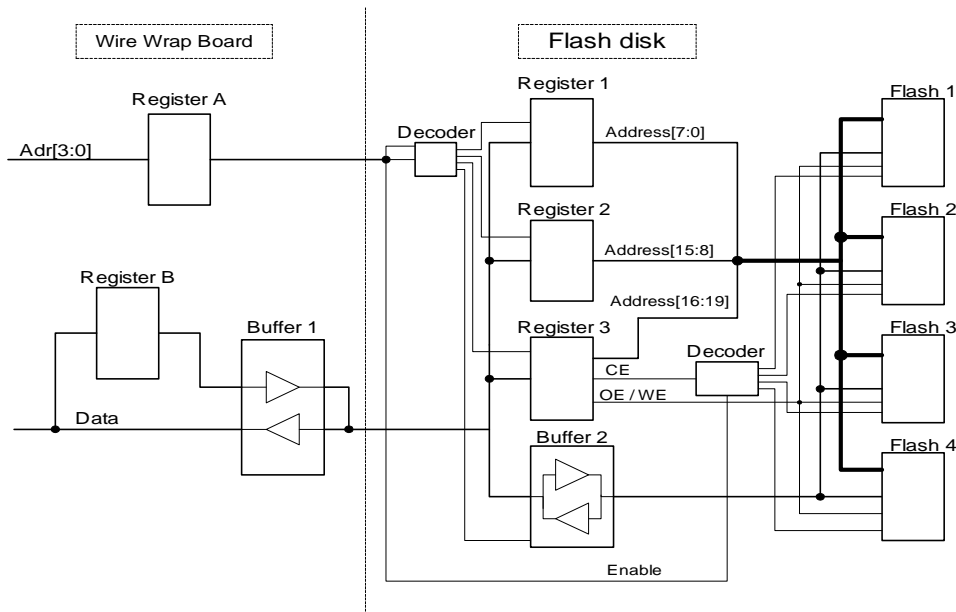 Wire Wrap Board
Flash disk
Register A
Adr[3:0]
Decoder
Register 1
Address[7:0]
Flash 1
Register 2
Address[15:8]
Flash 2
Register B
Buffer 1
Data
Address[16:19]
Register 3
CE
OE / WE
Decoder
Flash 3
Buffer 2
Flash 4
Enable